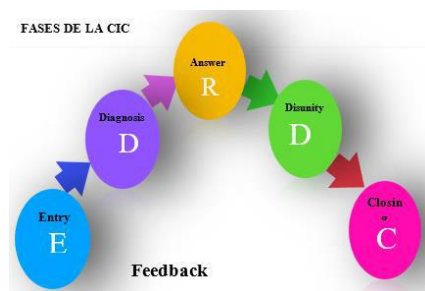 FASES DE LA CIC
Answer
R
Diagnosis
D
Disunity
D
Entry
E
Closin
g
C
Feedback